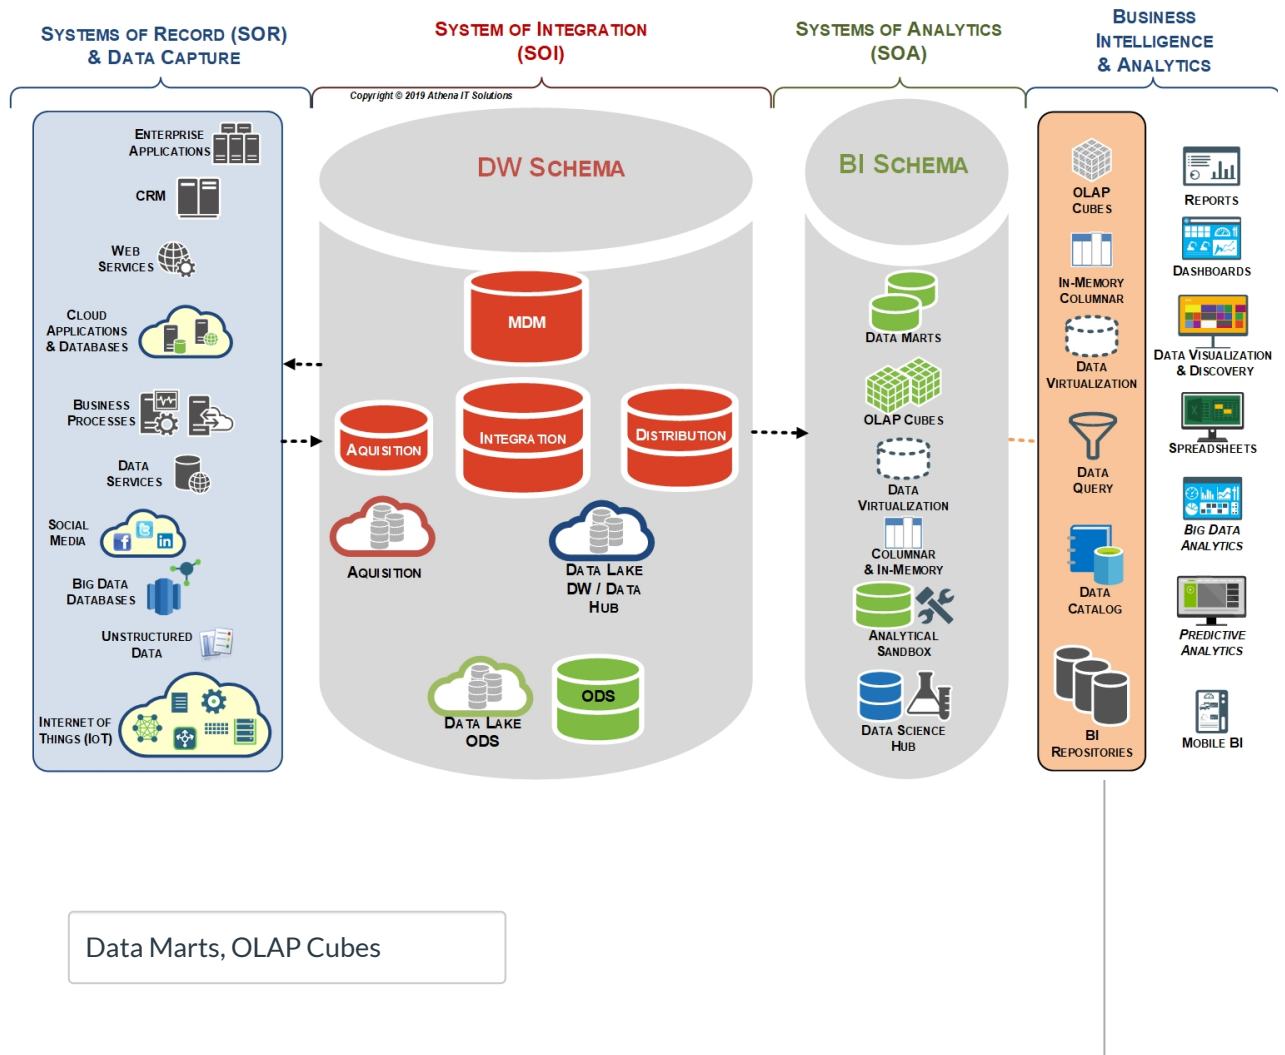 SYSTEMS OF RECORD (SOR)
& DATA CAPTURE
SYSTEM OF INTEGRATION
(SOI)
SYSTEMS OF ANALYTICS
(SOA)
BUSINESS
INTELLIGENCE
& ANALYTICS
Copyright © 2019 Athena IT Solutions
ENTERPRISE
APPLICATIONS
CRM
WEB
SERVICES
CLOUD
APPLICATIONS
& DATABASES
BUSINESS
PROCESSES
DATA
SERVICES
SOCIAL
MEDIA
BIG DATA
DATABASES
UNSTRUCTURED
DATA
INTERNET OF
THINGS (IOT)
DW SCHEMA
MDM
AQUISITION
INTEGRATION
DISTRIBUTION
AQUISITION
DATA LAKE
DW / DATA
HUB
DATA LAKE
ODS
ODS
BI SCHEMA
DATA MARTS
OLAP CUBES
DATA
VIRTUALIZATION
COLUMNAR
& IN-MEMORY
ANALYTICAL
SANDBOX
DATA SCIENCE
HUB
OLAP
CUBES
IN-MEMORY
COLUMNAR
DATA
VIRTUALIZATION
DATA
QUERY
DATA
CATALOG
BI
REPOSITORIES
REPORTS
DASHBOARDS
DATA VISUALIZATION
& DISCOVERY
SPREADSHEETS
BIG DATA
ANALYTICS
PREDICTIVE
ANALYTICS
MOBILE BI
Data Marts, OLAP Cubes